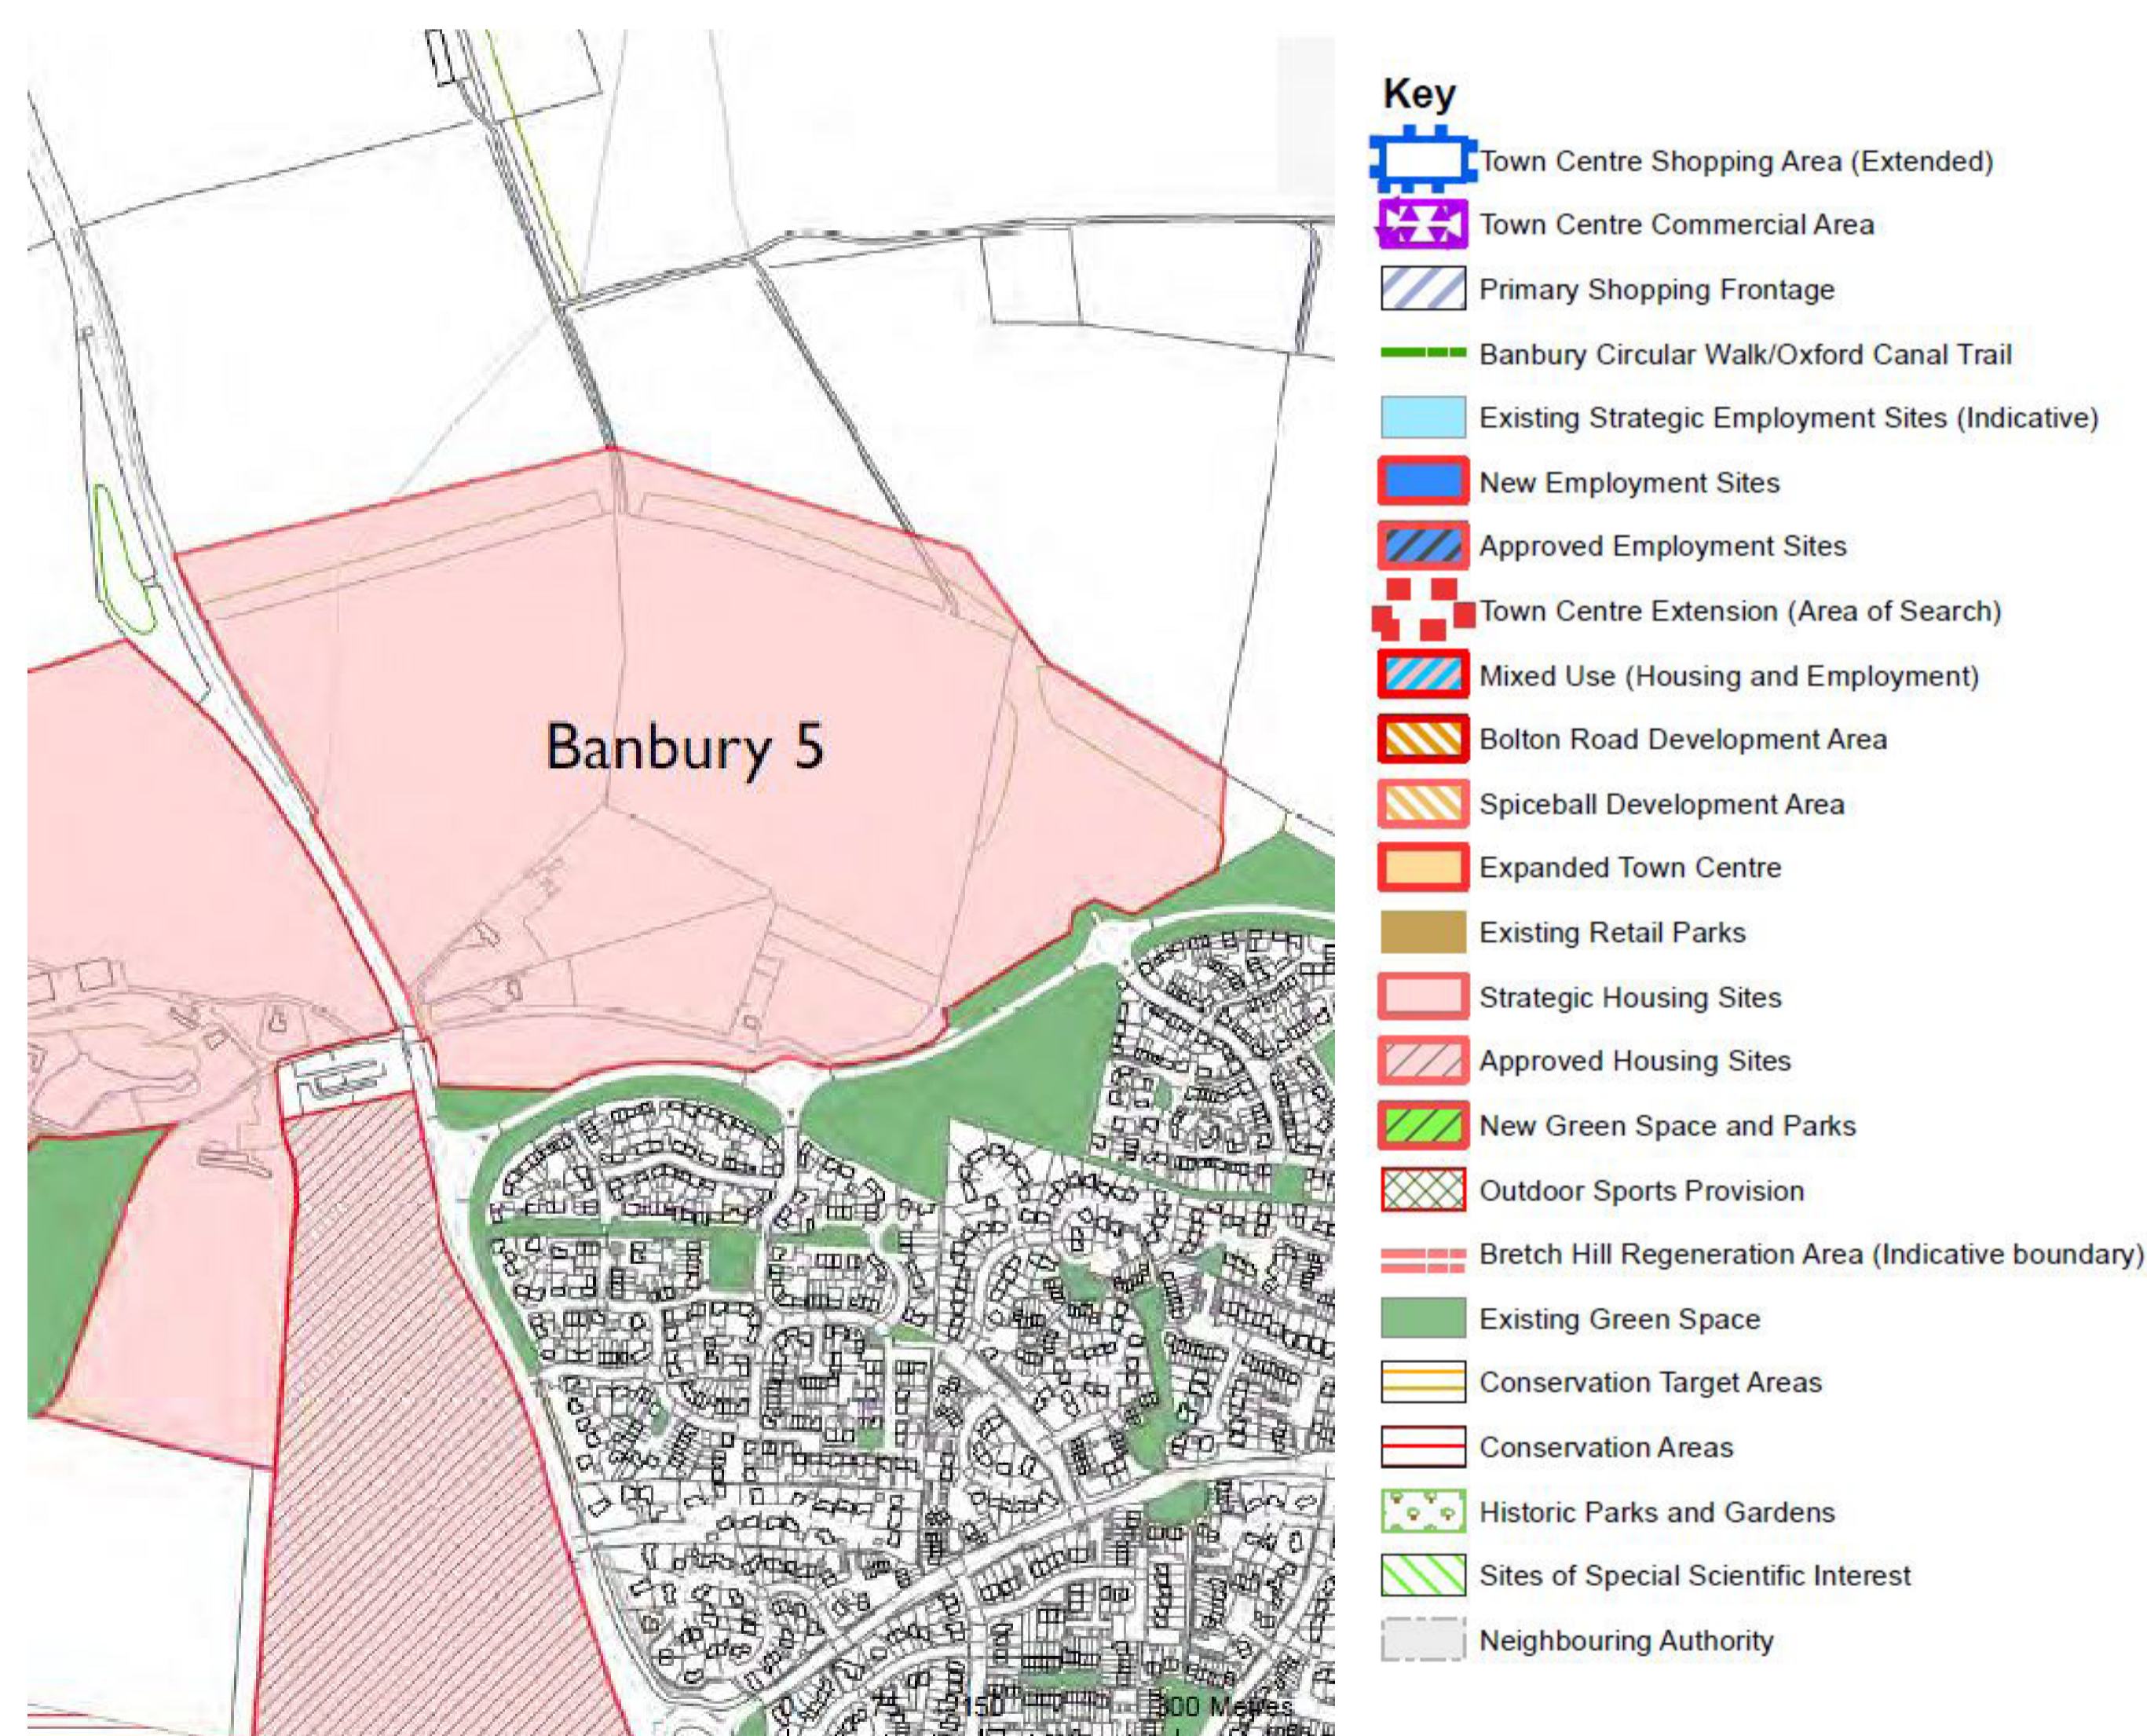 Banbury 5
75 150 300 Metres
Key
Town Centre Shopping Area (Extended)
Town Centre Commercial Area
Primary Shopping Frontage
Banbury Circular Walk/Oxford Canal Trail
Existing Strategic Employment Sites (Indicative)
New Employment Sites
Approved Employment Sites
Town Centre Extension (Area of Search)
Mixed Use (Housing and Employment)
Bolton Road Development Area
Spiceball Development Area
Expanded Town Centre
Existing Retail Parks
Strategic Housing Sites
Approved Housing Sites
New Green Space and Parks
Outdoor Sports Provision
Bretch Hill Regeneration Area (Indicative boundary)
Existing Green Space
Conservation Target Areas
Conservation Areas
Historic Parks and Gardens
Sites of Special Scientific Interest
Neighbouring Authority